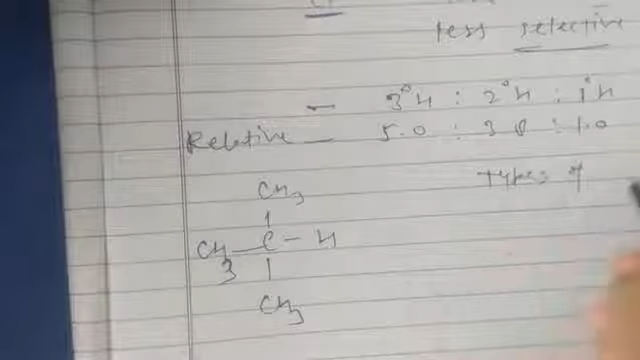 less selective
— 3°H : 2°H : 1°H
Relative — 5.0 : 3.8 : 1.0
CH3
Types of
CH3 — C — H
CH3